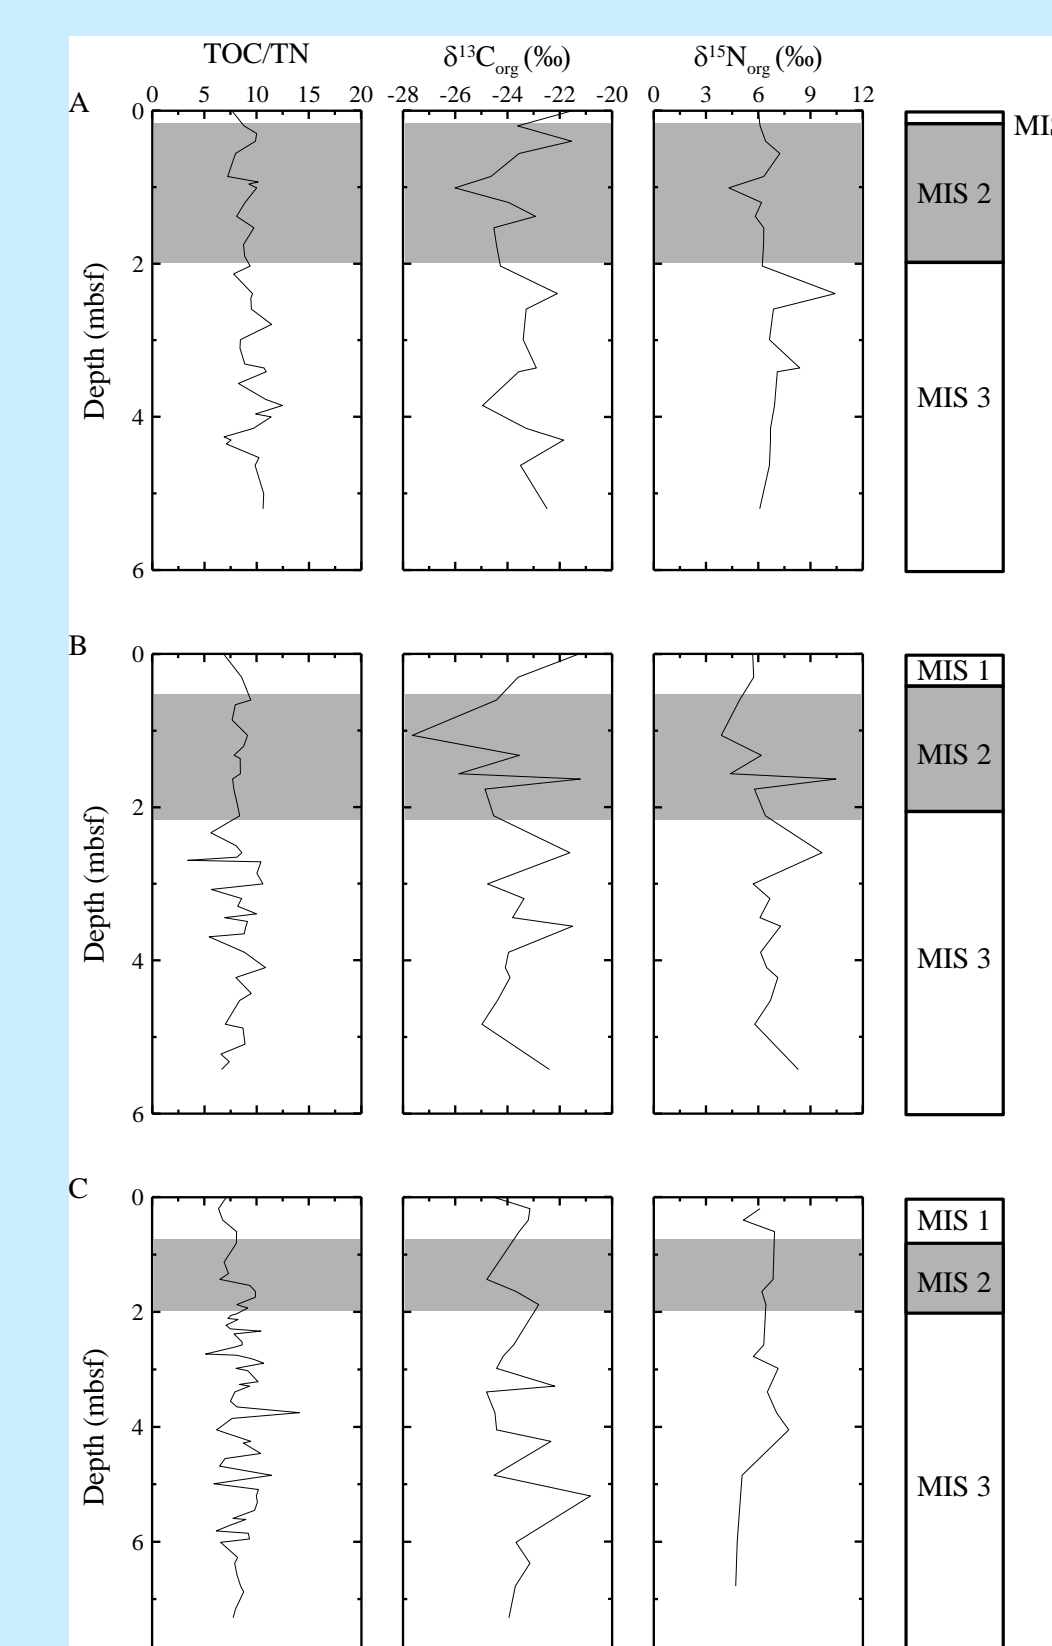 TOC/TN δ¹³Corg (‰) δ¹⁵Norg (‰)
A 0 5 10 15 20 -28 -26 -24 -22 -20 0 3 6 9 12
0
2
4
6
Depth (mbsf)
MIS 2
MIS 3
B
0
2
4
6
Depth (mbsf)
MIS 1
MIS 2
MIS 3
C
0
2
4
6
Depth (mbsf)
MIS 1
MIS 2
MIS 3